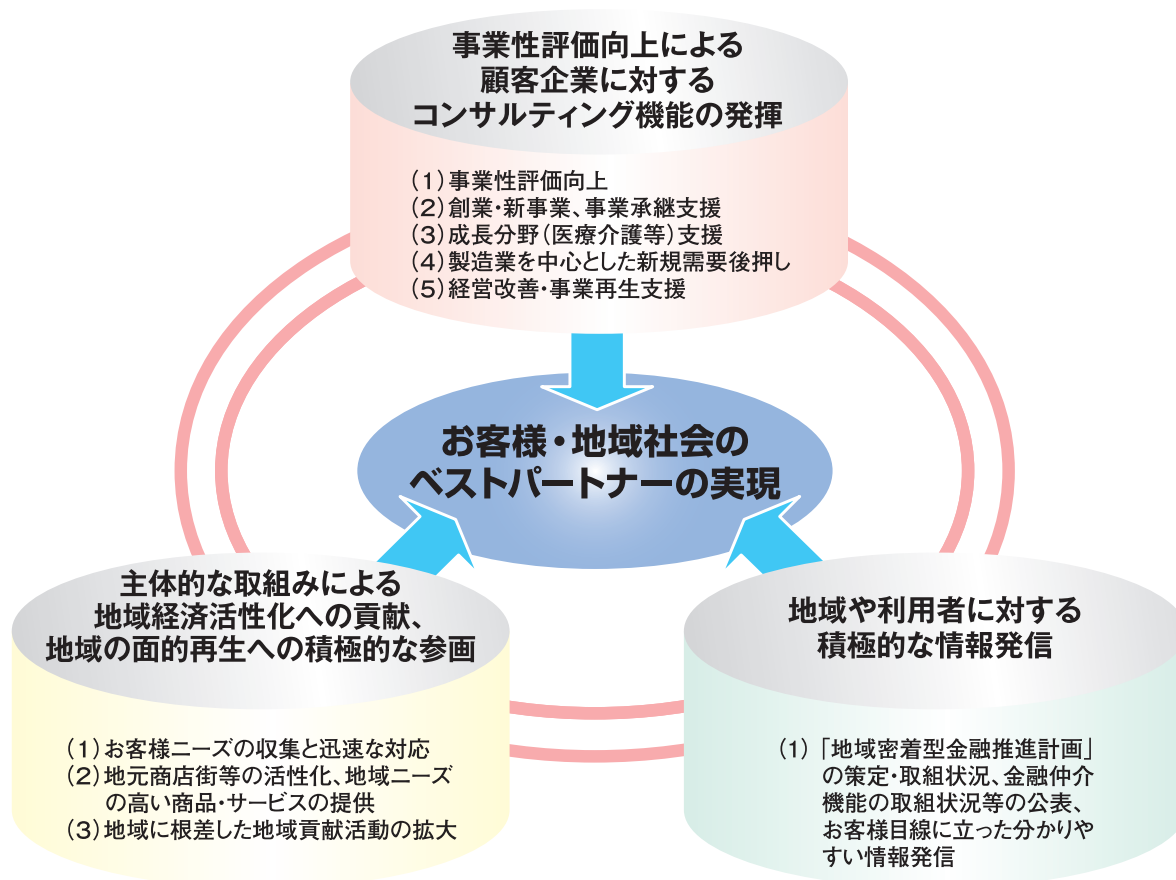 事業性評価向上による
顧客企業に対する
コンサルティング機能の発揮
（1）事業性評価向上
（2）創業・新事業、事業承継支援
（3）成長分野（医療介護等）支援
（4）製造業を中心とした新規需要後押し
（5）経営改善・事業再生支援
お客様・地域社会の
ベストパートナーの実現
主体的な取組みによる
地域経済活性化への貢献、
地域の面的再生への積極的な参画
（1）お客様ニーズの収集と迅速な対応
（2）地元商店街等の活性化、地域ニーズ
の高い商品・サービスの提供
（3）地域に根差した地域貢献活動の拡大
地域や利用者に対する
積極的な情報発信
（1）「地域密着型金融推進計画」
の策定・取組状況、金融仲介
機能の取組状況等の公表、
お客様目線に立った分かりや
すい情報発信